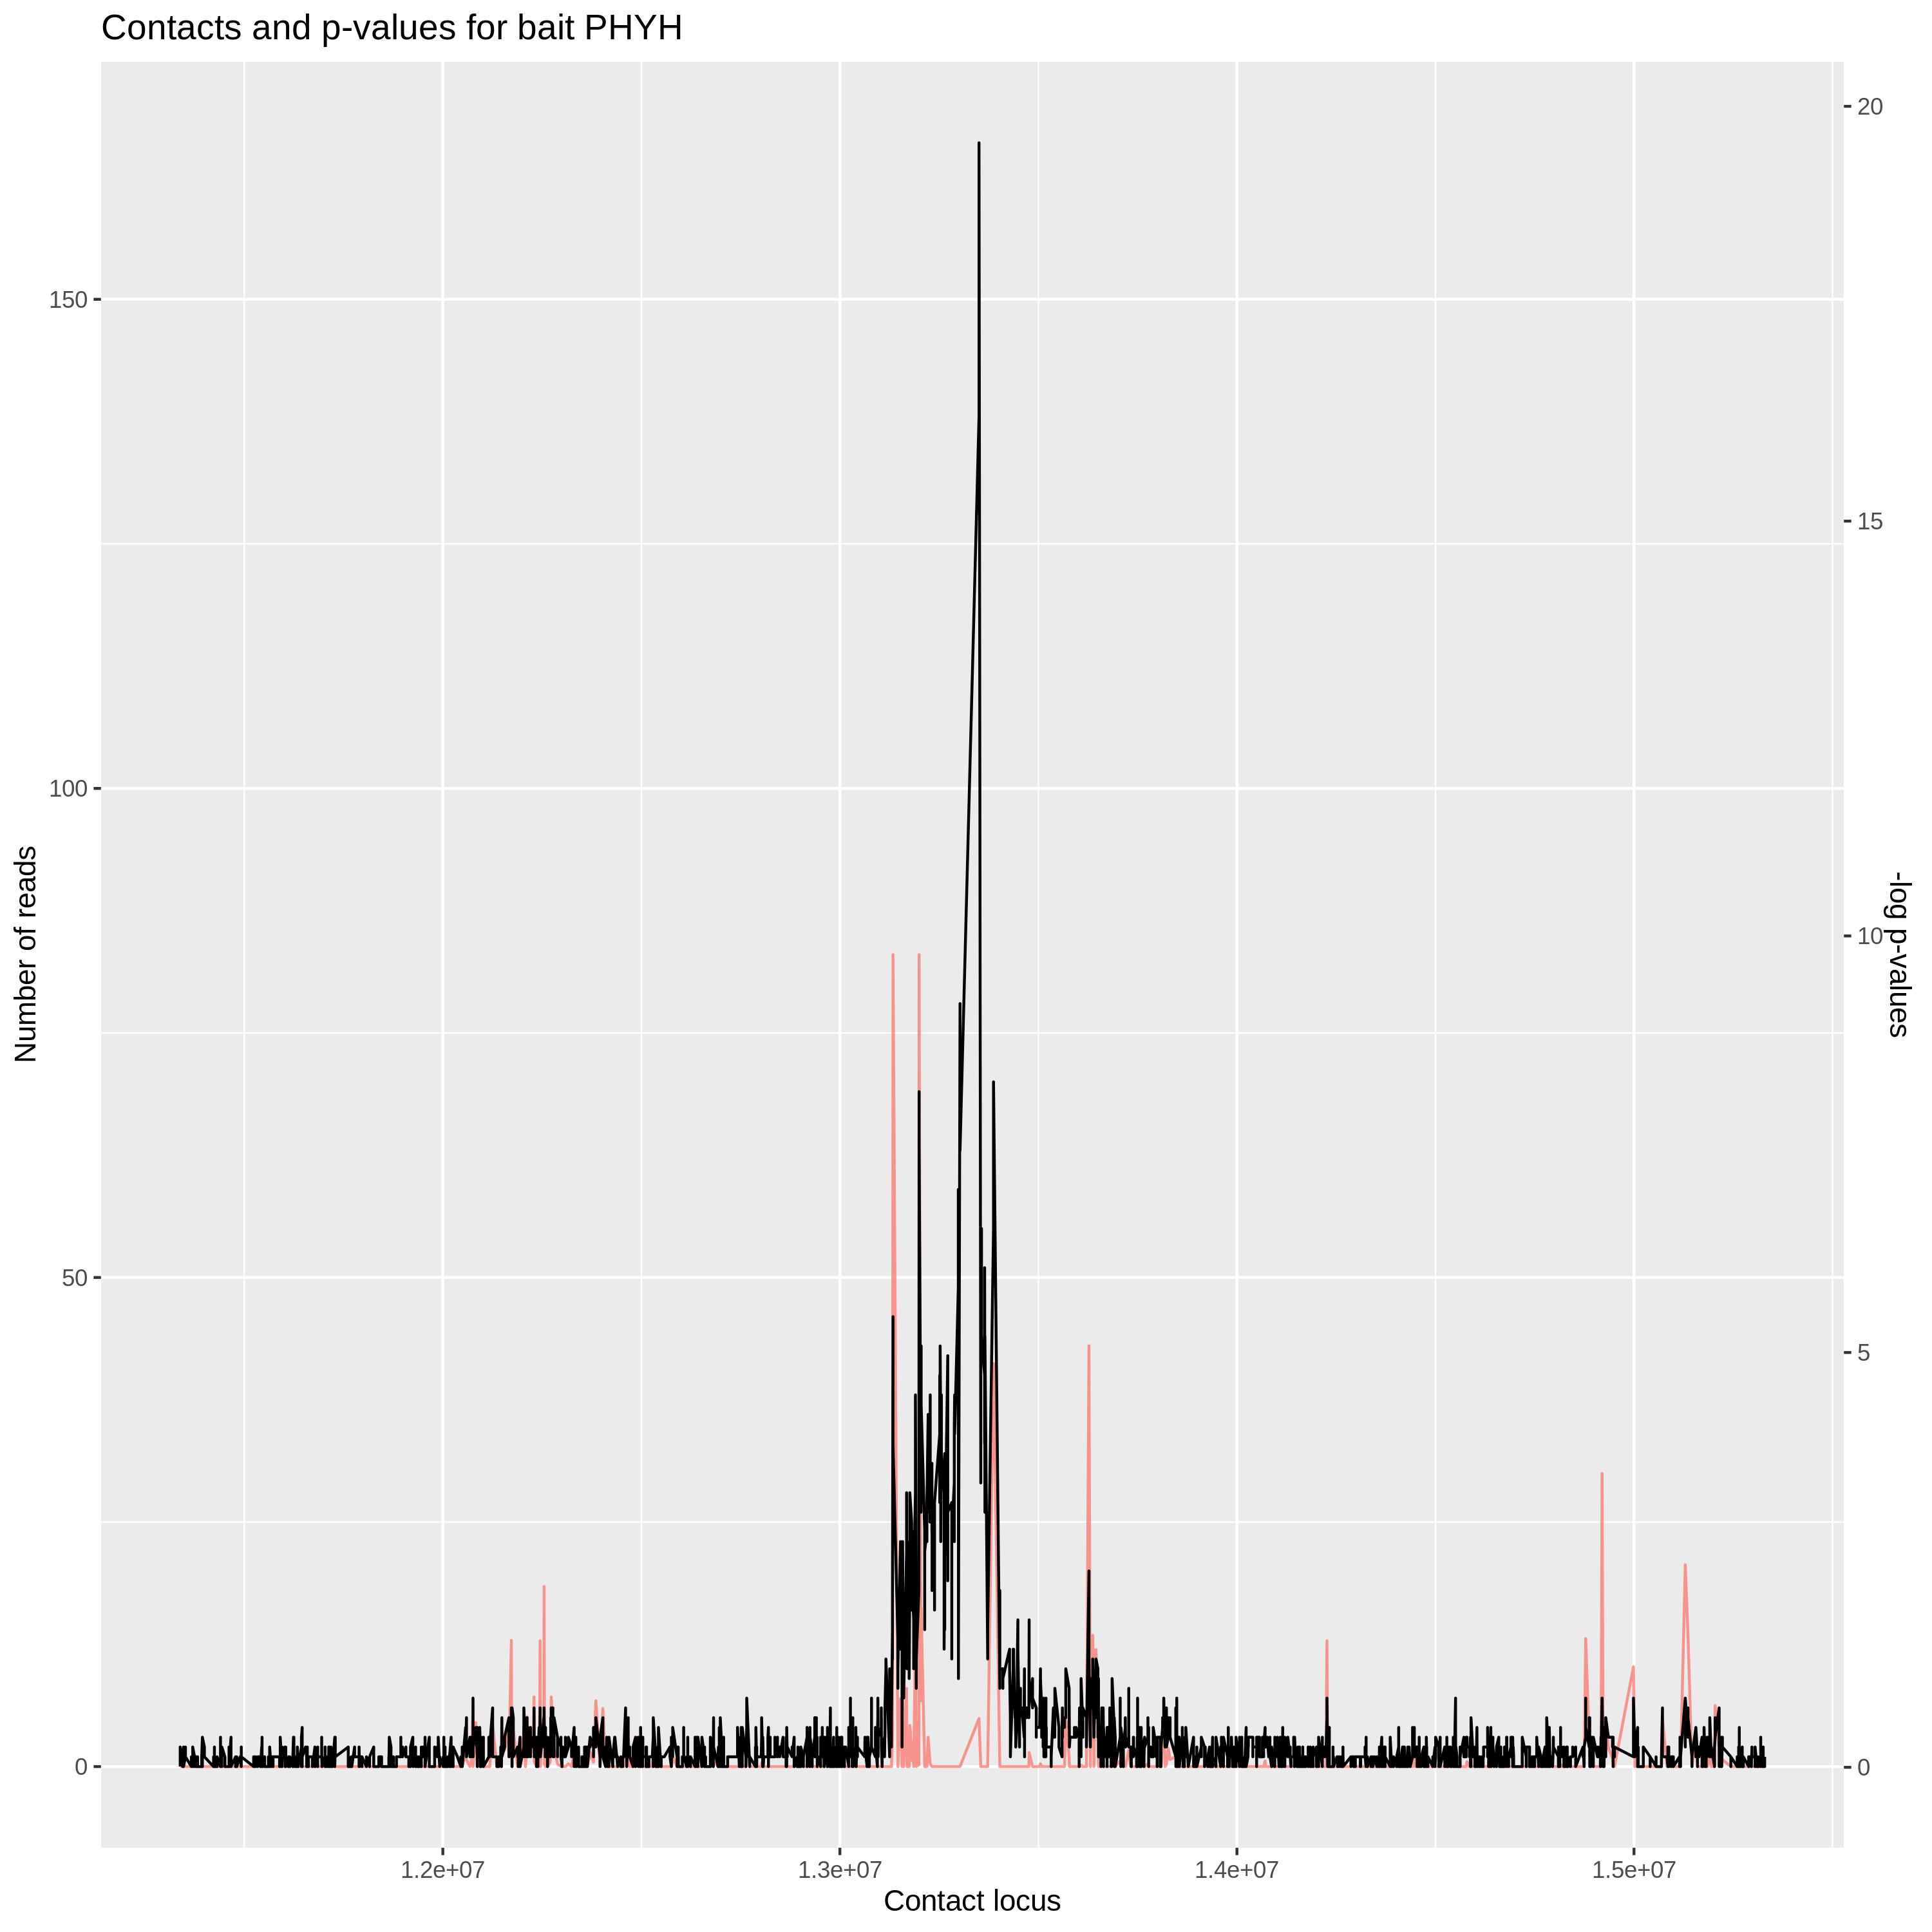 Contacts and p-values for bait PHYH
Number of reads
150
100
50
0
20
15
10
5
0
-log p-values
1.2e+07
1.3e+07
1.4e+07
1.5e+07
Contact locus